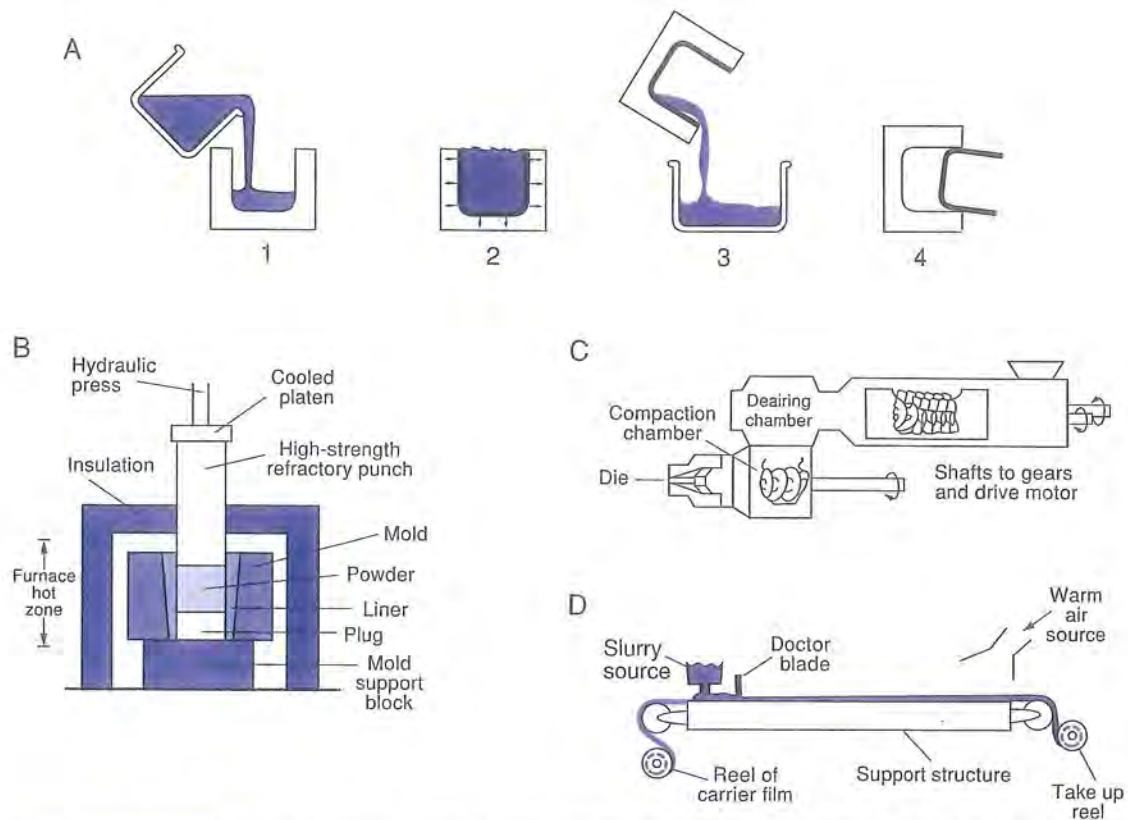 A
1
2
3
4
B
Hydraulic
press
Cooled
platen
High-strength
refractory punch
Insulation
Mold
Furnace
hot
zone
Powder
Liner
Plug
Mold
support
block
C
Compaction
chamber
Deairing
chamber
Die
Shafts to gears
and drive motor
D
Slurry
source
Doctor
blade
Warm
air
source
Reel of
carrier film
Support structure
Take up
reel